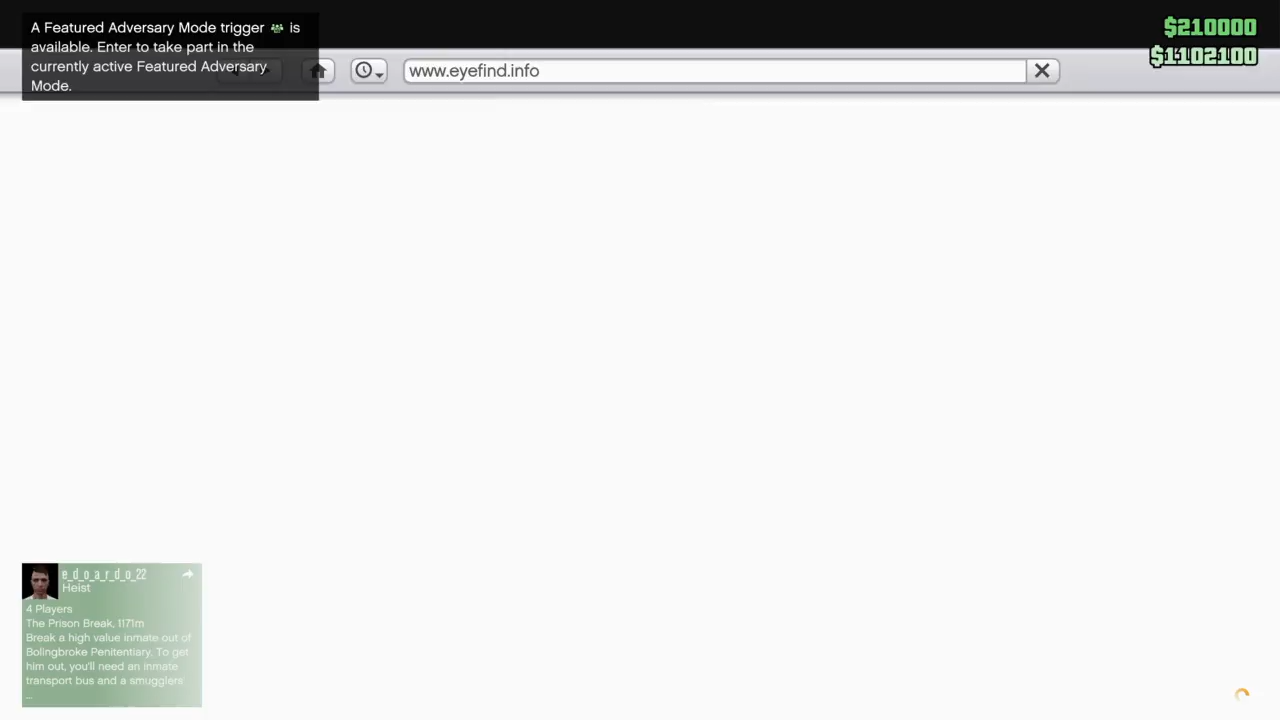 A Featured Adversary Mode trigger is
available. Enter to take part in the
currently active Featured Adversary
Mode.
$210000
$1102100
www.eyefind.info
e_d_o_a_r_d_o_22
Heist
4 Players
The Prison Break, 1171m
Break a high value inmate out of
Bolingbroke Penitentiary. To get
him out, you'll need an inmate
transport bus and a smugglers
...